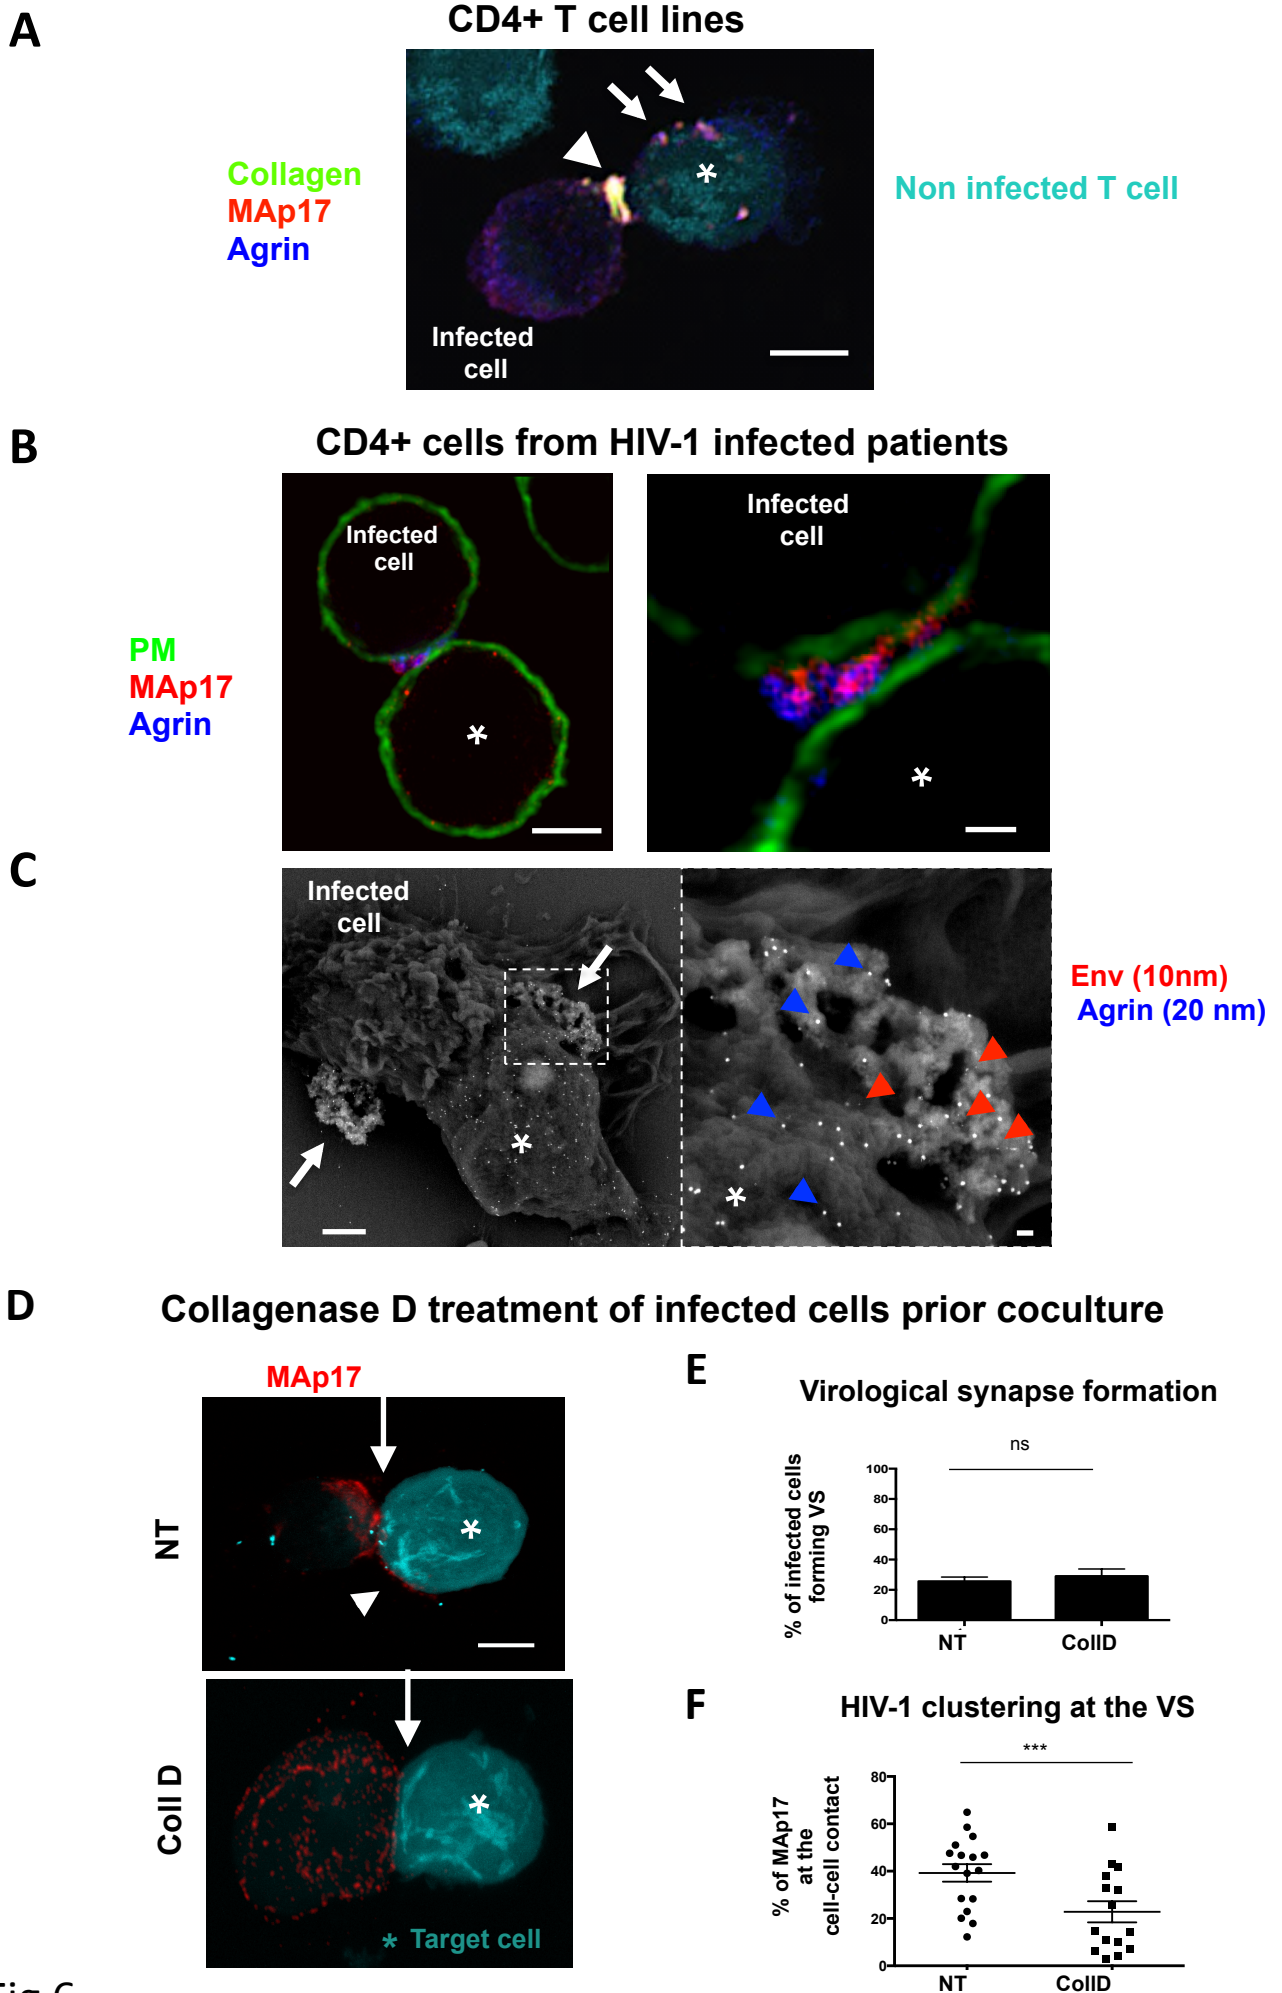 A
CD4+ T cell lines
Collagen
MAp17
Agrin
*
Non infected T cell
Infected
cell
B
CD4+ cells from HIV-1 infected patients
Infected
cell
*
Infected
cell
*
PM
MAp17
Agrin
C
Infected
cell
*
*
Env (10nm)
Agrin (20 nm)
D
Collagenase D treatment of infected cells prior coculture
MAp17
NT
*
Coll D
*
* Target cell
E
Virological synapse formation
ns
% of infected cells
forming VS
100
80
60
40
20
0
NT
CollD
F
HIV-1 clustering at the VS
***
% of MAp17
at the
cell-cell contact
80
60
40
20
0
NT
CollD